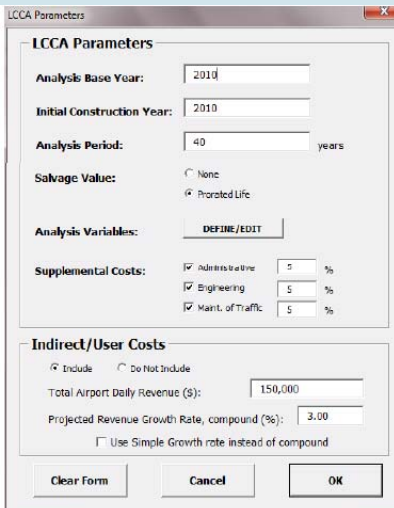 LCCA Parameters
LCCA Parameters
Analysis Base Year: 2010
Initial Construction Year: 2010
Analysis Period: 40 years
Salvage Value: None
Prorated Life
Analysis Variables: DEFINE/EDIT
Supplemental Costs: Administrative 5 %
Engineering 5 %
Maint. of Traffic 5 %
Indirect/User Costs
Include Do Not Include
Total Airport Daily Revenue ($): 150,000
Projected Revenue Growth Rate, compound (%): 3.00
Use Simple Growth rate instead of compound
Clear Form Cancel OK